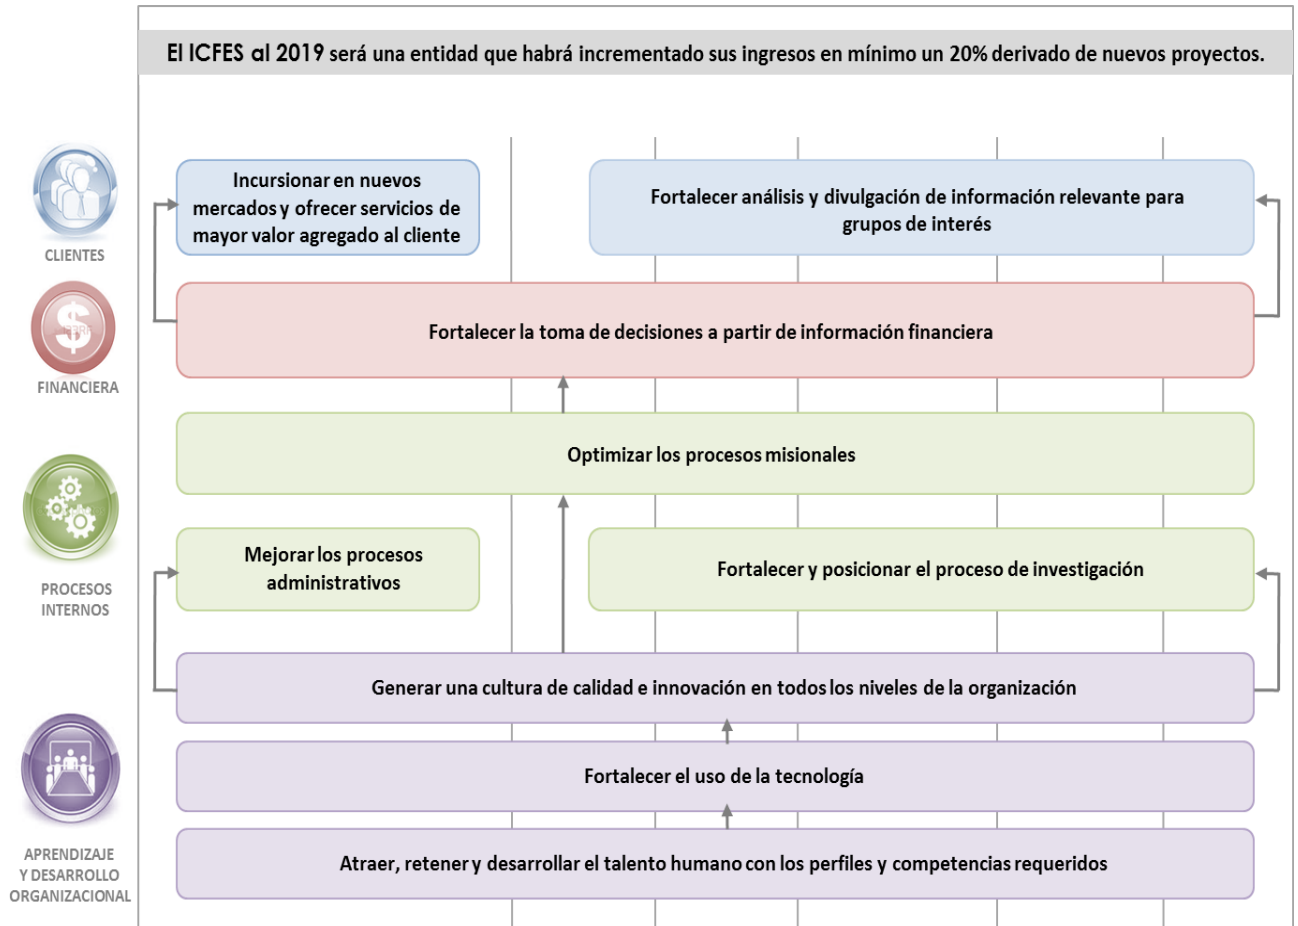 El ICFES al 2019 será una entidad que habrá incrementado sus ingresos en mínimo un 20% derivado de nuevos proyectos.
CLIENTES
Incursionar en nuevos
mercados y ofrecer servicios de
mayor valor agregado al cliente
Fortalecer análisis y divulgación de información relevante para
grupos de interés
FINANCIERA
Fortalecer la toma de decisiones a partir de información financiera
PROCESOS
INTERNOS
Optimizar los procesos misionales
Mejorar los procesos
administrativos
Fortalecer y posicionar el proceso de investigación
APRENDIZAJE
Y DESARROLLO
ORGANIZACIONAL
Generar una cultura de calidad e innovación en todos los niveles de la organización
Fortalecer el uso de la tecnología
Atraer, retener y desarrollar el talento humano con los perfiles y competencias requeridos